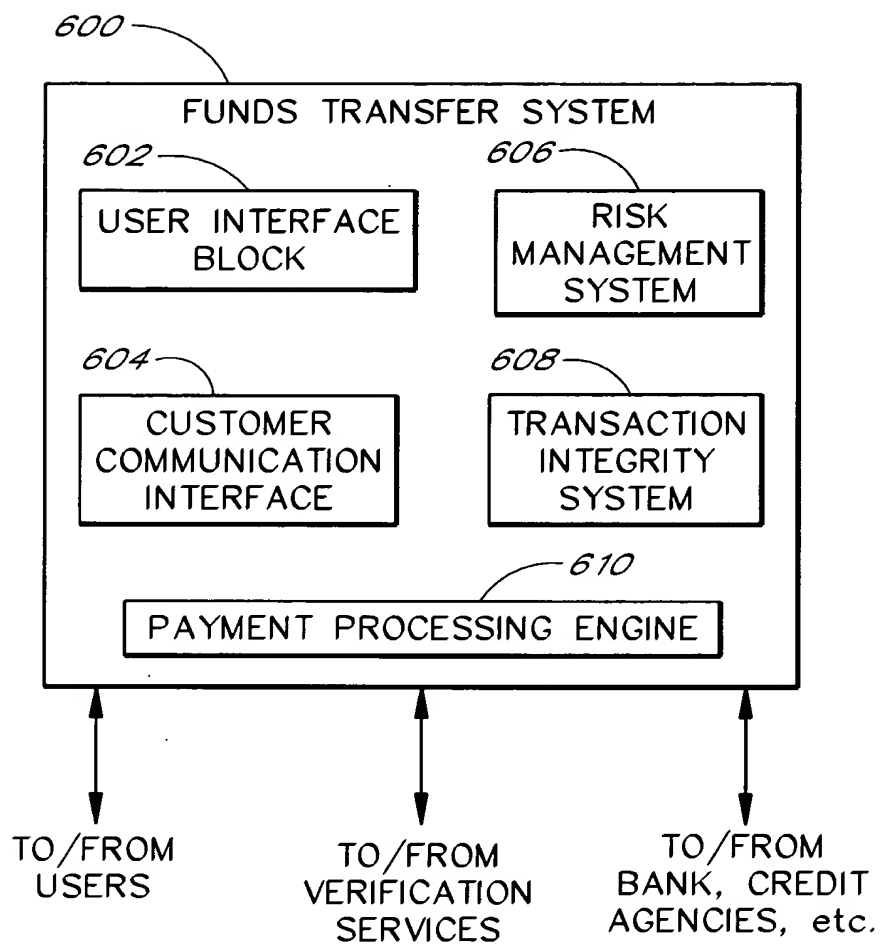 600
FUNDS TRANSFER SYSTEM
602
USER INTERFACE
BLOCK
606
RISK
MANAGEMENT
SYSTEM
604
CUSTOMER
COMMUNICATION
INTERFACE
608
TRANSACTION
INTEGRITY
SYSTEM
610
PAYMENT PROCESSING ENGINE
TO/FROM
USERS
TO/FROM
VERIFICATION
SERVICES
TO/FROM
BANK, CREDIT
AGENCIES, etc.